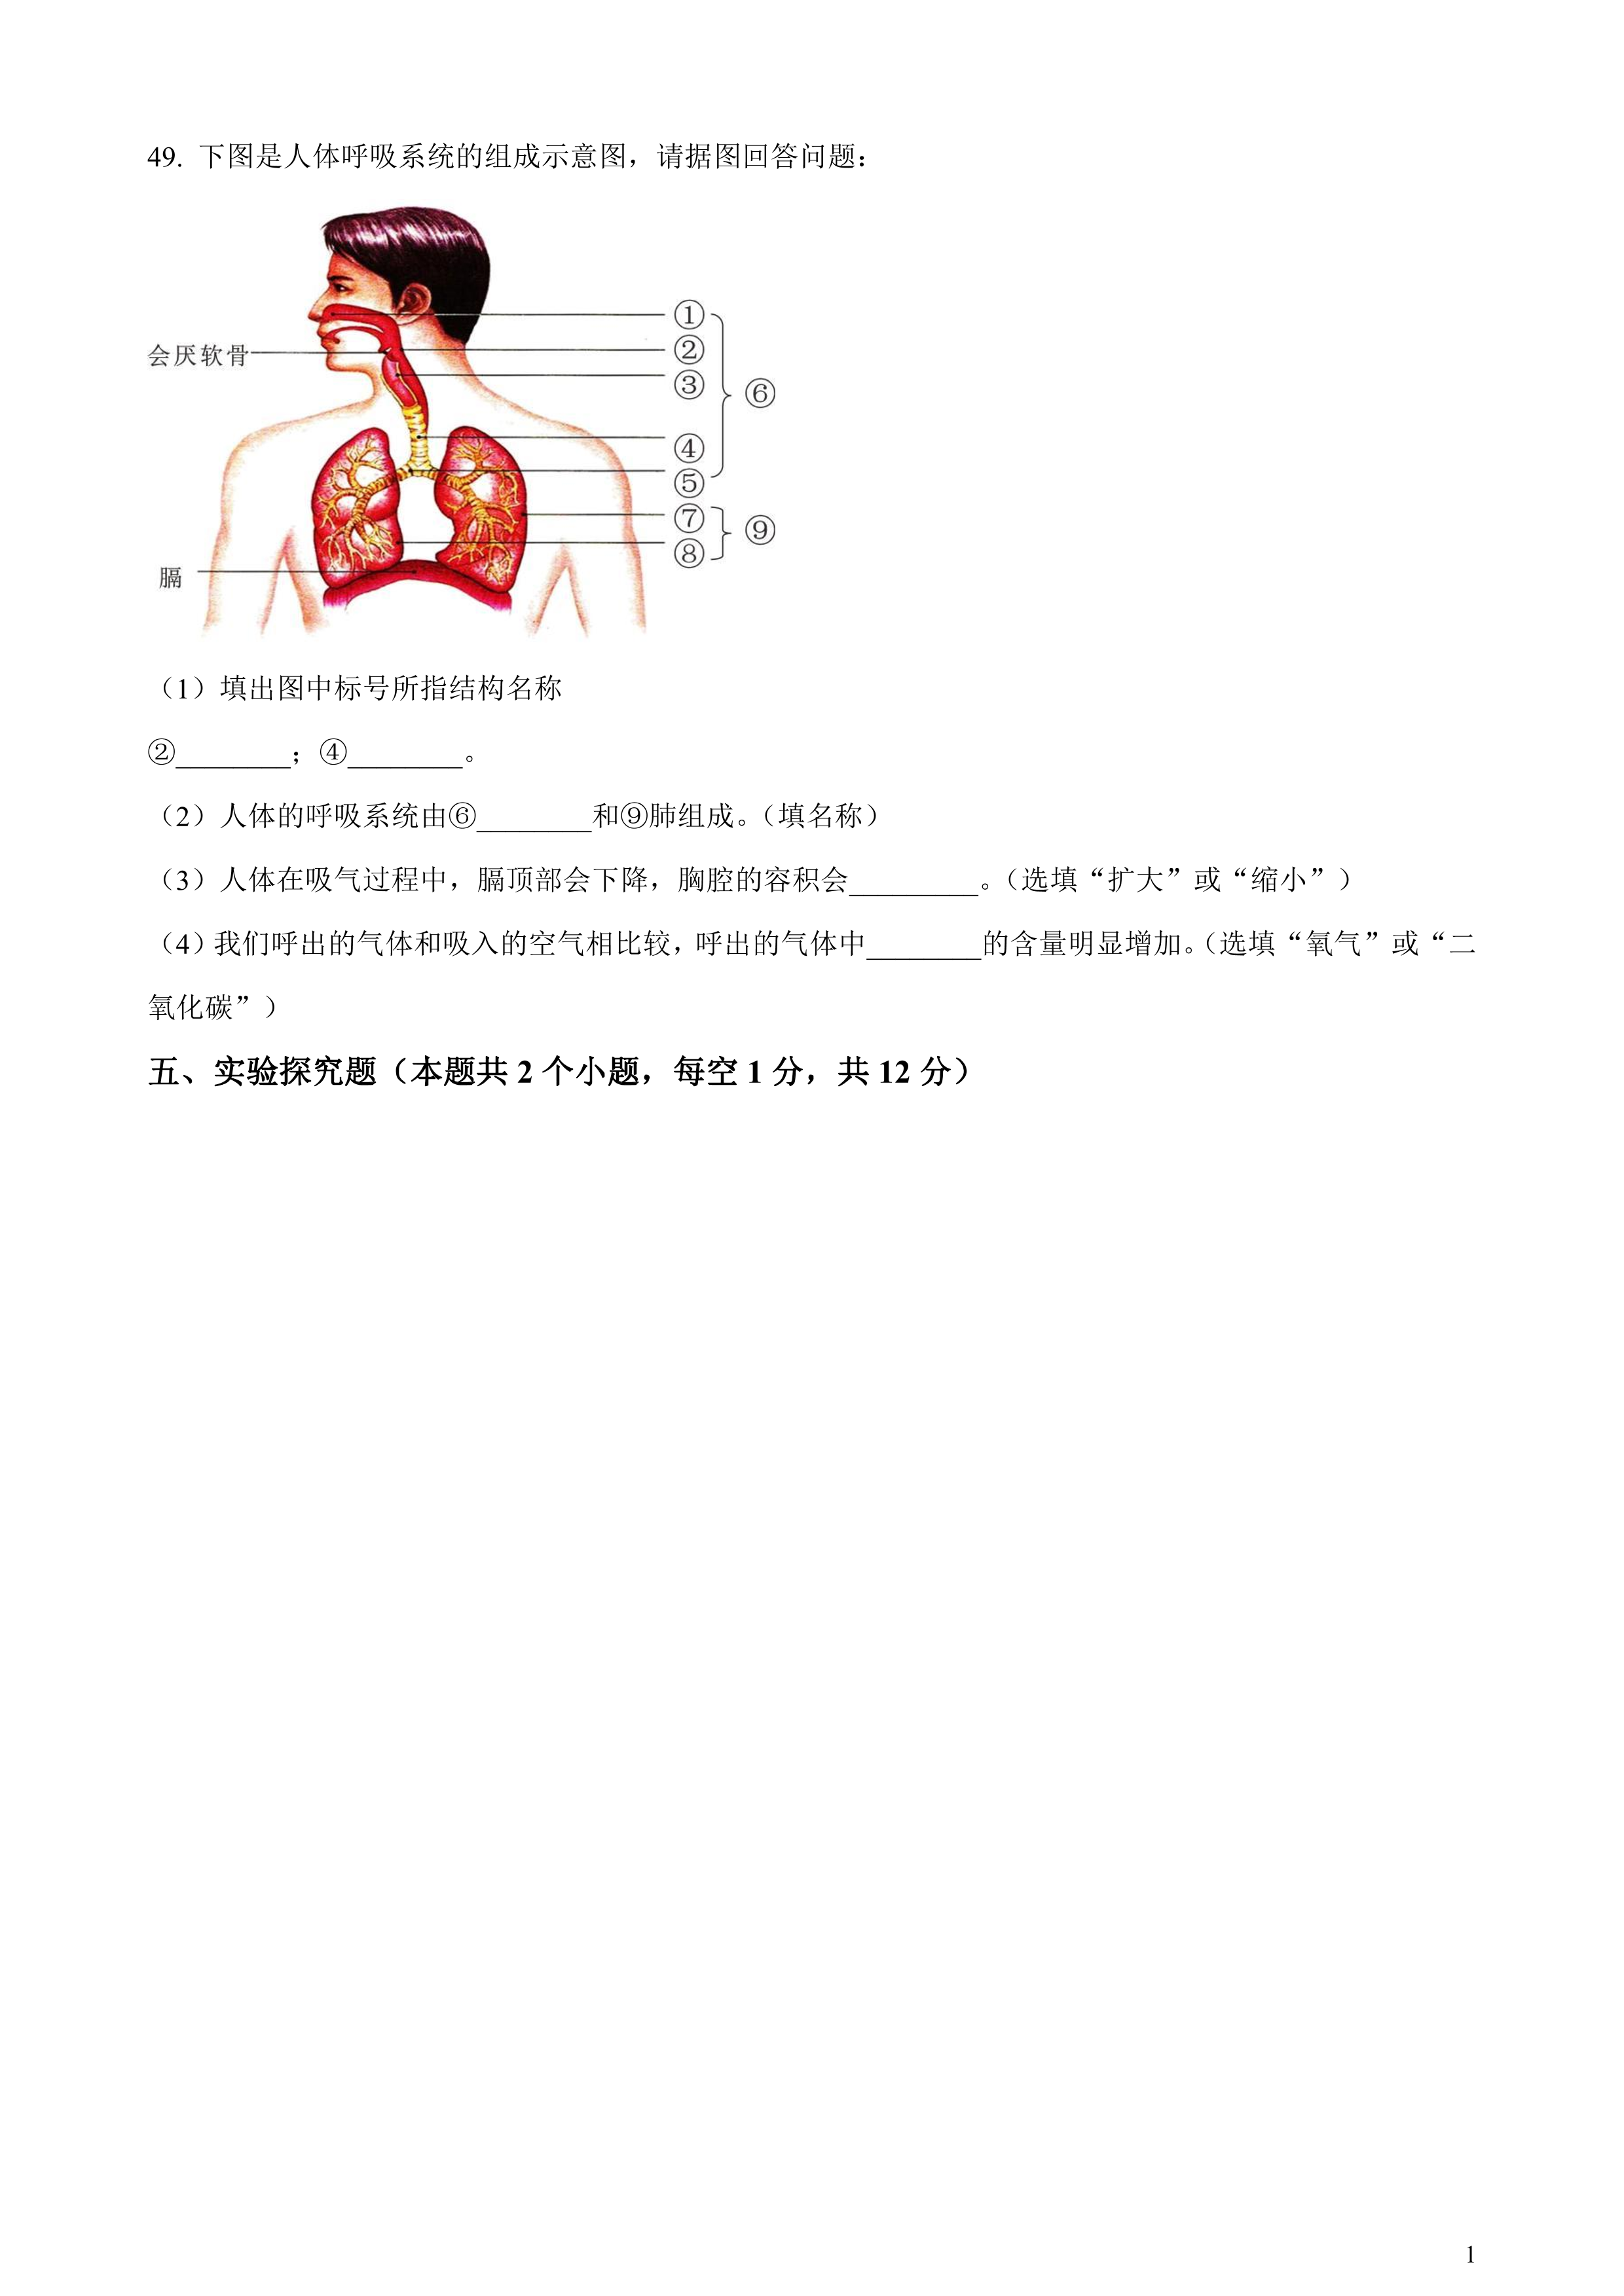 49. 下图是人体呼吸系统的组成示意图，请据图回答问题：
①
②
会厌软骨
③
⑥
④
⑤
⑦
⑨
⑧
膈
（1）填出图中标号所指结构名称
②________；④________。
（2）人体的呼吸系统由⑥________和⑨肺组成。（填名称）
（3）人体在吸气过程中，膈顶部会下降，胸腔的容积会_________。（选填“扩大”或“缩小”）
（4）我们呼出的气体和吸入的空气相比较，呼出的气体中________的含量明显增加。（选填“氧气”或“二
氧化碳”）
五、实验探究题（本题共 2 个小题，每空 1 分，共 12 分）
1